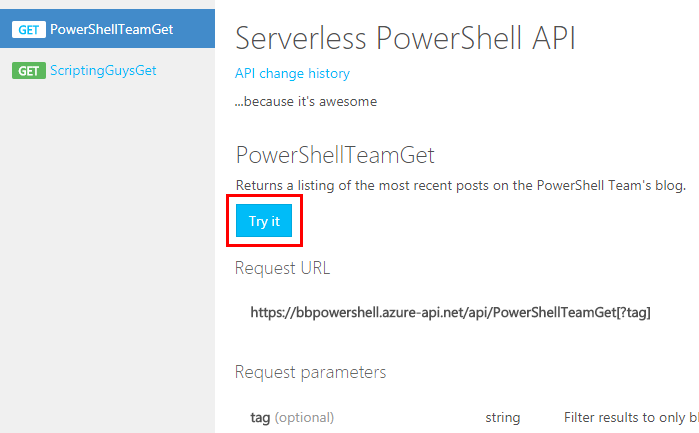 GET PowerShellTeamGet
GET ScriptingGuysGet
Serverless PowerShell API
API change history
...because it's awesome
PowerShellTeamGet
Returns a listing of the most recent posts on the PowerShell Team's blog.
Try it
Request URL
https://bbpowershell.azure-api.net/api/PowerShellTeamGet[?tag]
Request parameters
tag (optional) string Filter results to only bl